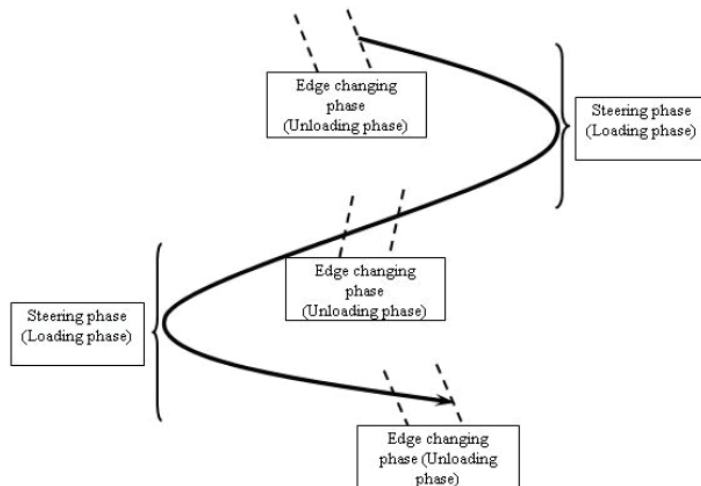 Edge changing
phase
(Unloading phase)
Steering phase
(Loading phase)
Edge changing
phase
(Unloading phase)
Steering phase
(Loading phase)
Edge changing
phase (Unloading
phase)